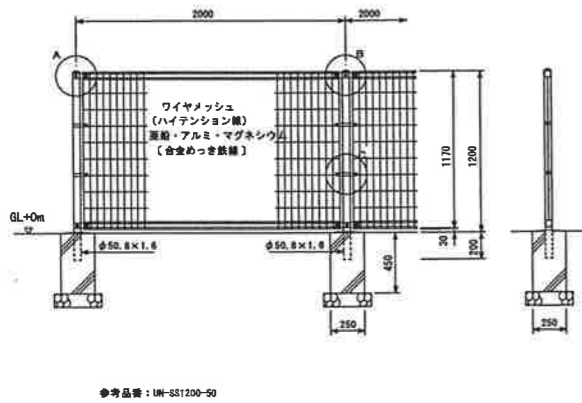 2000
2000
A
B
ワイヤメッシュ
(ハイテンション線)
亜鉛・アルミ・マグネシウム
〔合金めっき鉄線〕
1170
1200
GL+0m
φ50.8×1.6
φ50.8×1.6
30
200
450
250
250
参考品番：UM-SS1200-50